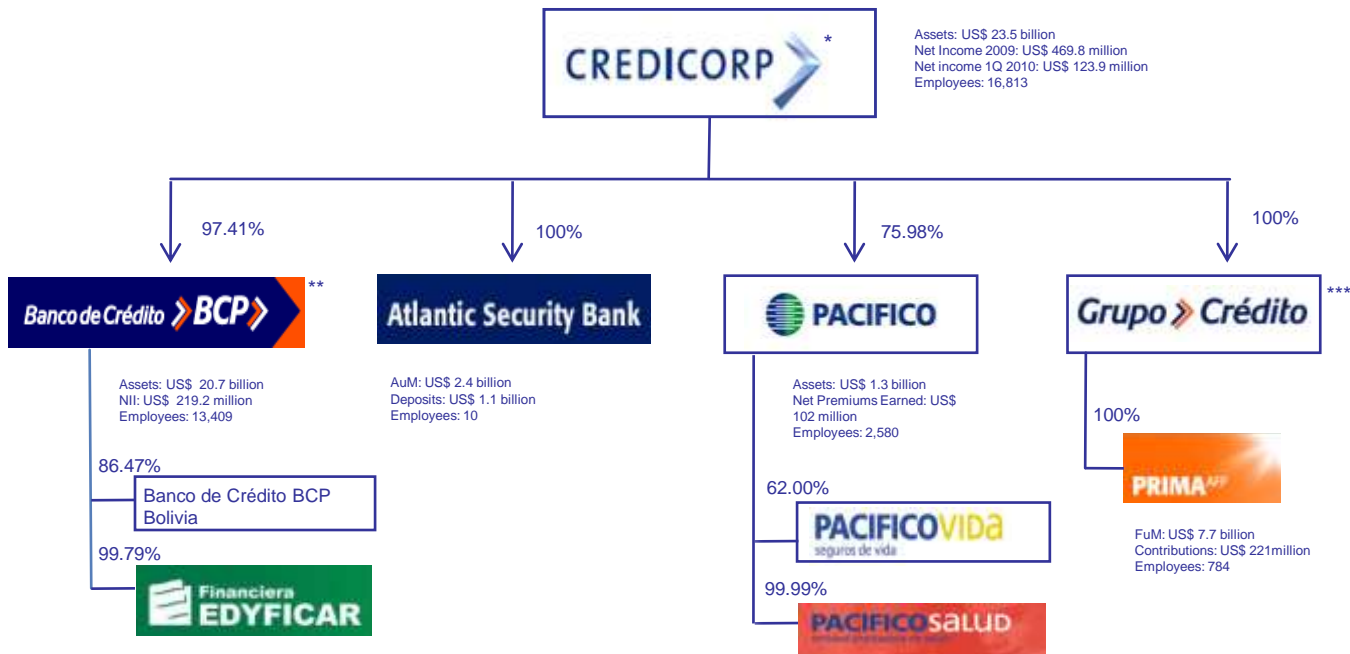 CREDICORP
*
Assets: US$ 23.5 billion
Net Income 2009: US$ 469.8 million
Net income 1Q 2010: US$ 123.9 million
Employees: 16,813
97.41%
100%
75.98%
100%
Banco de Crédito BCP
**
Atlantic Security Bank
PACIFICO
Grupo Crédito
***
Assets: US$ 20.7 billion
NII: US$ 219.2 million
Employees: 13,409
AuM: US$ 2.4 billion
Deposits: US$ 1.1 billion
Employees: 10
Assets: US$ 1.3 billion
Net Premiums Earned: US$
102 million
Employees: 2,580
100%
PRIMA AFP
FuM: US$ 7.7 billion
Contributions: US$ 221million
Employees: 784
86.47%
Banco de Crédito BCP
Bolivia
99.79%
Financiera
EDYFICAR
62.00%
PACIFICOVIDA
seguros de vida
99.99%
PACIFICOSALUD